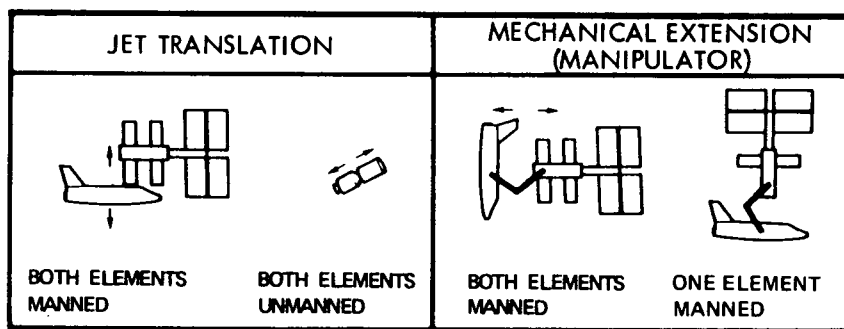 JET TRANSLATION
MECHANICAL EXTENSION
(MANIPULATOR)
BOTH ELEMENTS
MANNED
BOTH ELEMENTS
UNMANNED
BOTH ELEMENTS
MANNED
ONE ELEMENT
MANNED